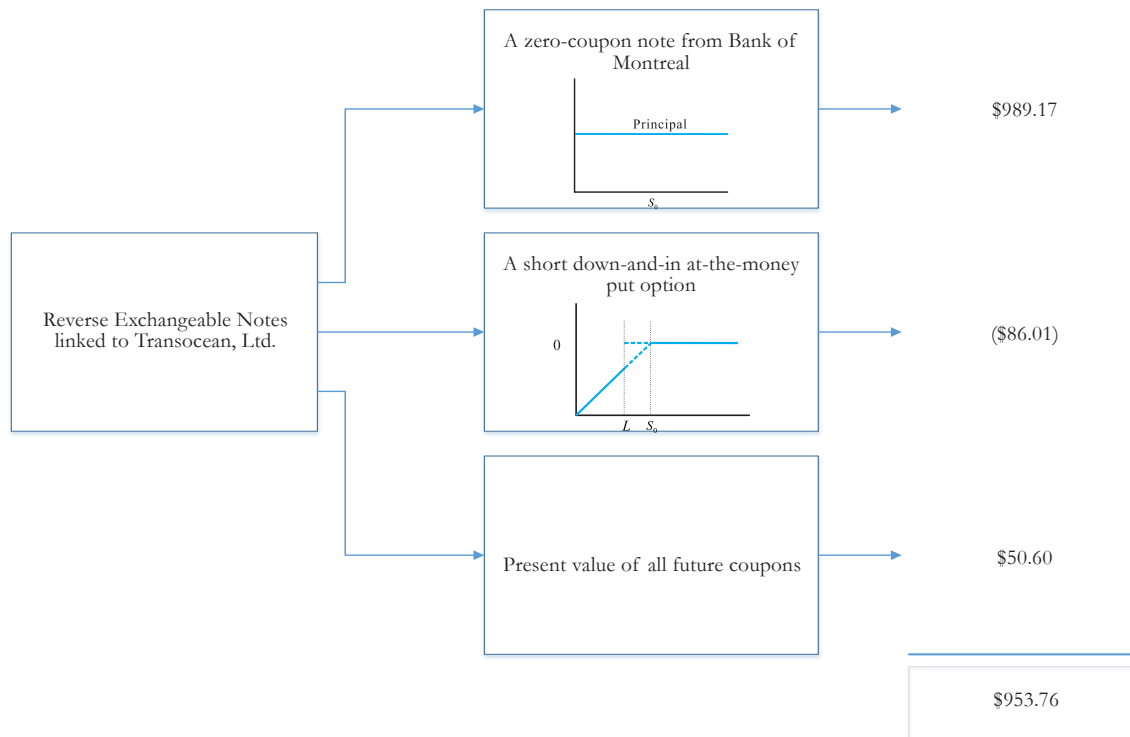 Reverse Exchangeable Notes
linked to Transocean, Ltd.
A zero-coupon note from Bank of
Montreal
Principal
S₀
$989.17
A short down-and-in at-the-money
put option
0
L S₀
($86.01)
Present value of all future coupons
$50.60
$953.76